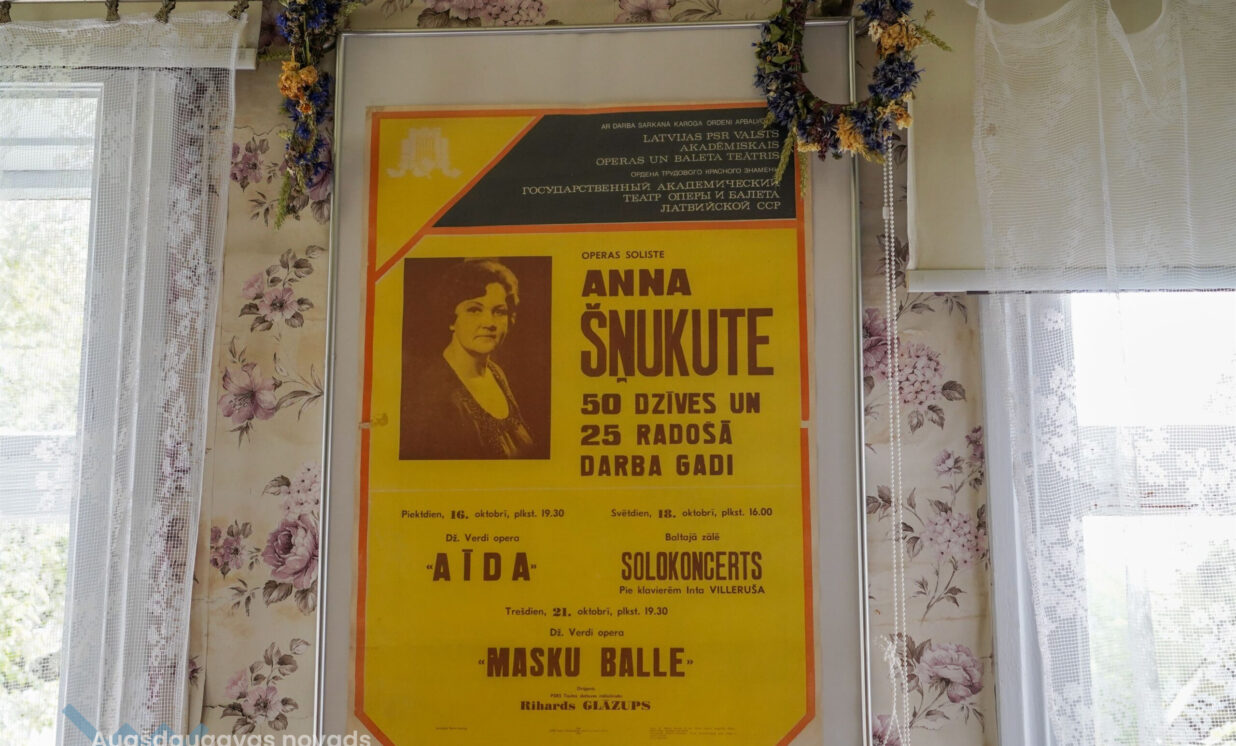 AR DARBA SARKANĀ KAROGA ORDENI
LATVIJAS PSR VALSTS
AKADĒMISKAIS
OPERAS UN BALETA TEĀTRIS
ОРДЕНА ТРУДОВОГО КРАСНОГО ЗНАМЕНИ
ГОСУДАРСТВЕННЫЙ АКАДЕМИЧЕСКИЙ
ТЕАТР ОПЕРЫ И БАЛЕТА
ЛАТВИЙСКОЙ ССР
OPERAS SOLISTE
ANNA
ŠŅUKUTE
50 DZĪVES UN
25 RADOŠĀ
DARBA GADI
Piektdien, 16. oktobrī, plkst. 19.30
Dž. Verdi opera
«AĪDA»
Svētdien, 18. oktobrī, plkst. 16.00
Baltajā zālē
SOLOKONCERTS
Pie klavierēm Inta VILLERUŠA
Trešdien, 21. oktobrī, plkst. 19.30
Dž. Verdi opera
«MASKU BALLE»
Diriģents
Rihards GLĀZUPS
Augšdaugavas novads